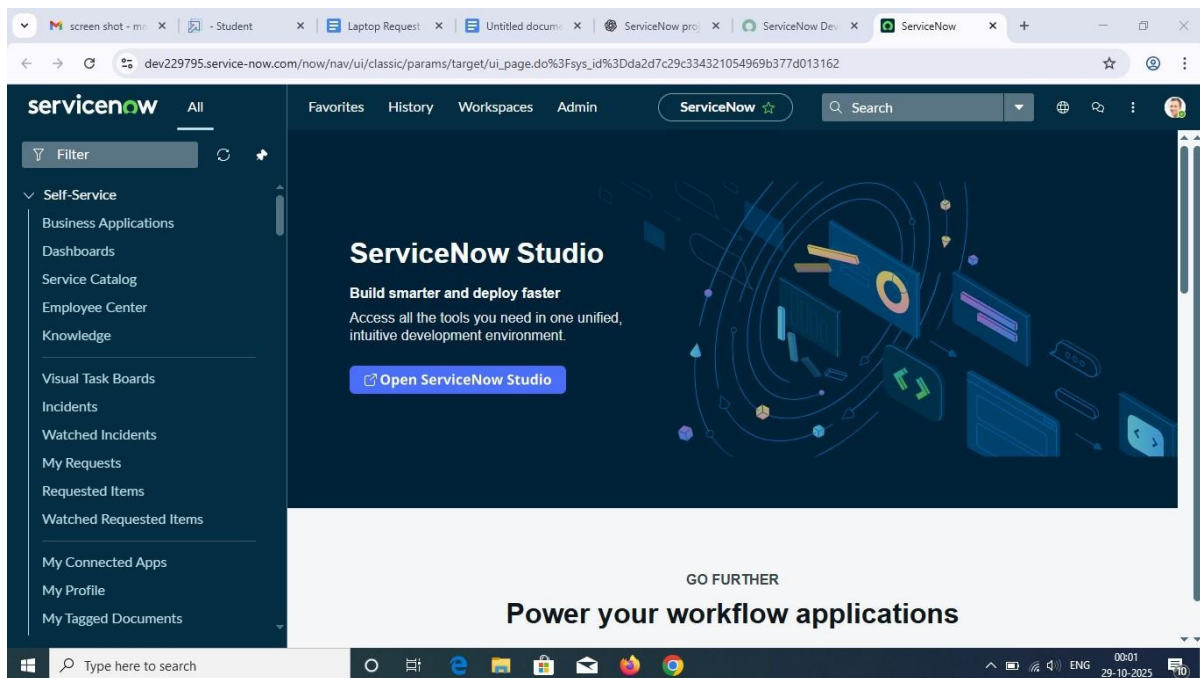 screen shot - m
- Student
Laptop Request
Untitled docum
ServiceNow pro
ServiceNow Dev
ServiceNow
dev229795.service-now.com/now/nav/ui/classic/params/target/ui_page.do%3Fsys_id%3Dda2d7c29c334321054969b377d013162
servicenow All Favorites History Workspaces Admin ServiceNow Search
Filter
Self-Service
Business Applications
Dashboards
Service Catalog
Employee Center
Knowledge
Visual Task Boards
Incidents
Watched Incidents
My Requests
Requested Items
Watched Requested Items
My Connected Apps
My Profile
My Tagged Documents
ServiceNow Studio
Build smarter and deploy faster
Access all the tools you need in one unified,
intuitive development environment.
Open ServiceNow Studio
GO FURTHER
Power your workflow applications
Type here to search
ENG
00:01
29-10-2025
10